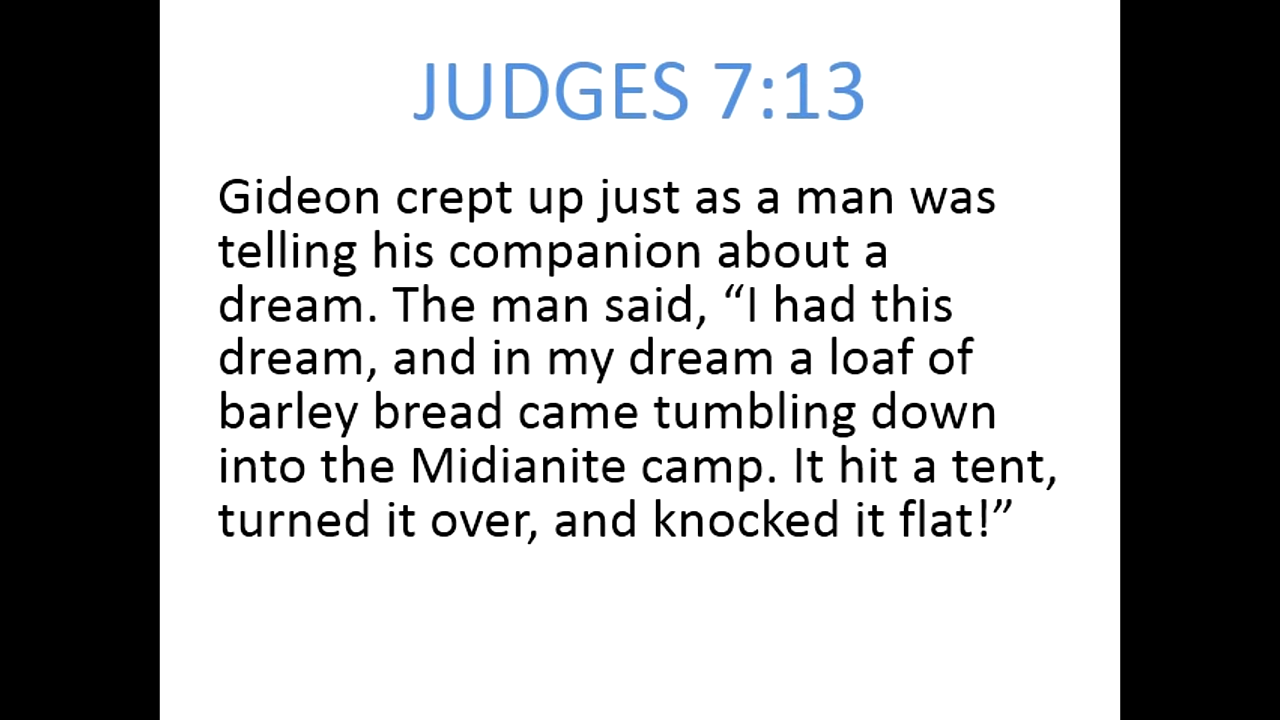 JUDGES 7:13
Gideon crept up just as a man was
telling his companion about a
dream. The man said, “I had this
dream, and in my dream a loaf of
barley bread came tumbling down
into the Midianite camp. It hit a tent,
turned it over, and knocked it flat!”